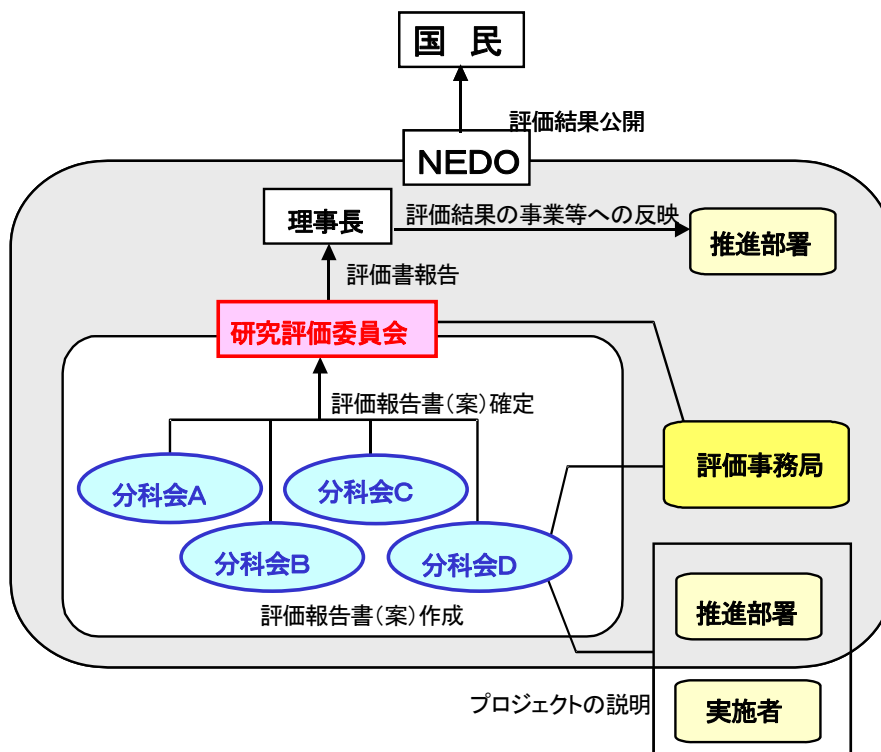 国　民
評価結果公開
NEDO
理事長
評価結果の事業等への反映
推進部署
評価書報告
研究評価委員会
評価報告書（案）確定
評価事務局
分科会A
分科会C
分科会B
分科会D
評価報告書（案）作成
推進部署
プロジェクトの説明
実施者